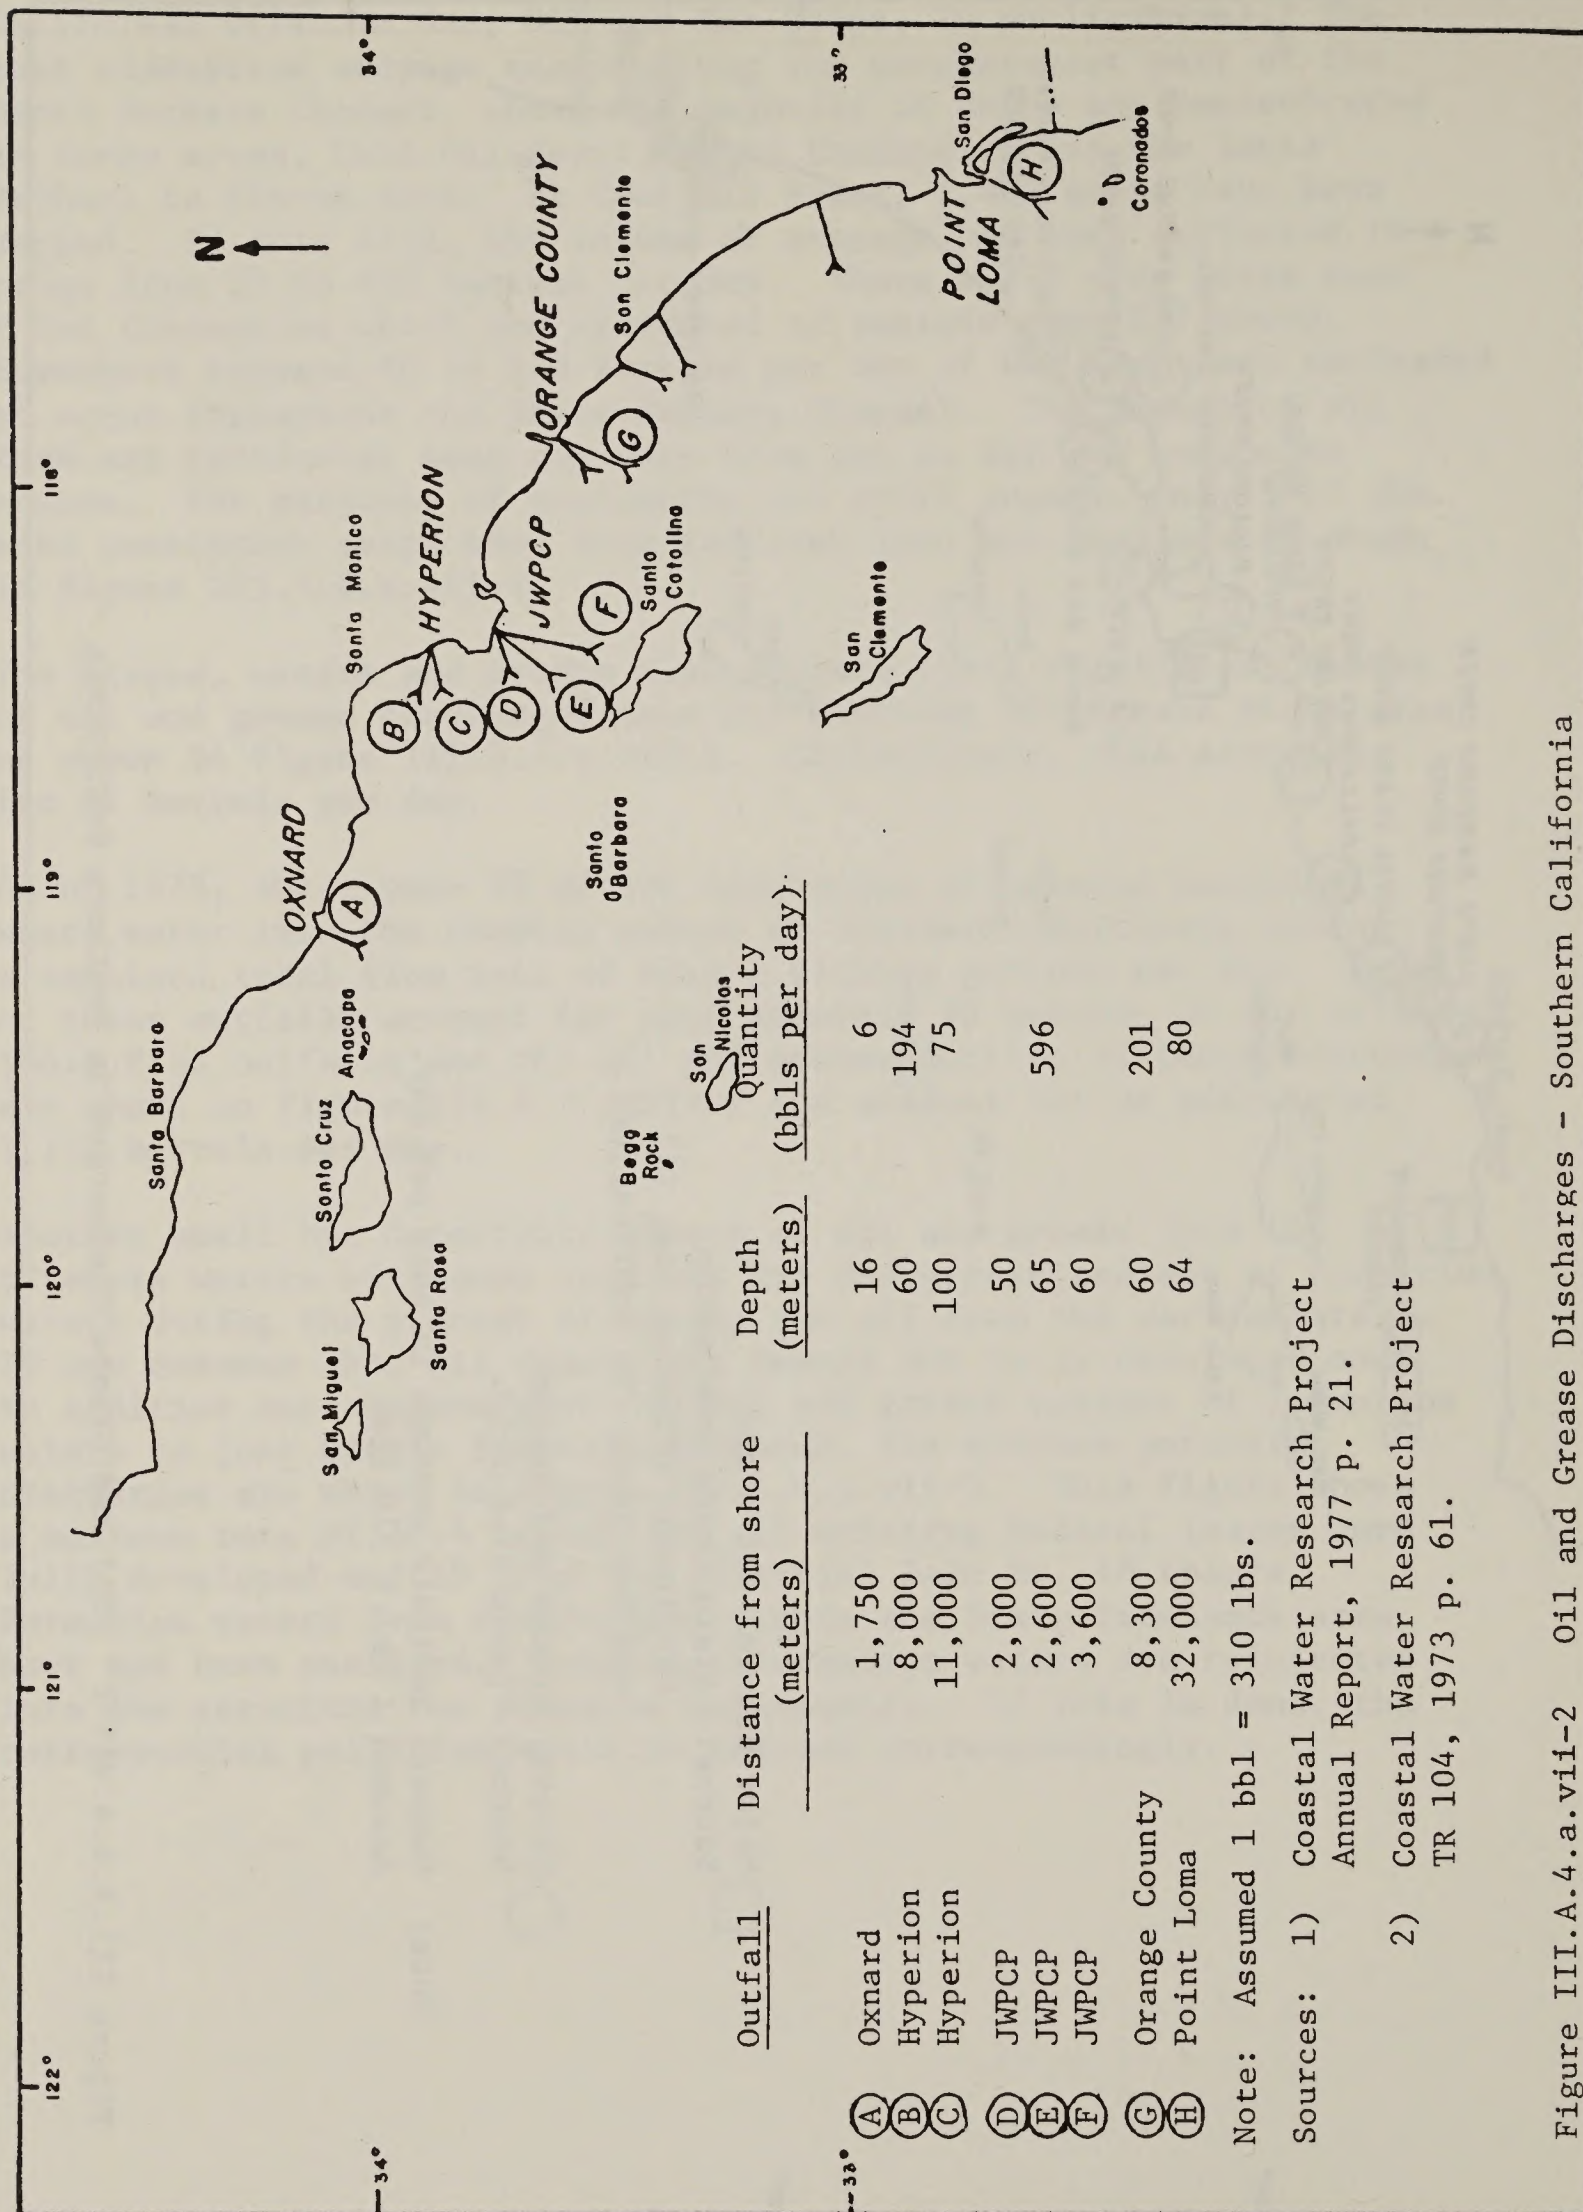 122°
121°
120°
119°
118°
34°
33°
34°
33°
N
Santa Barbara
San Miguel
Santa Rosa
Santa Cruz
Anacapa
OXNARD
A
Santa Monica
HYPERION
B
C
JWPCP
D
E
F
ORANGE COUNTY
G
San Clemente
POINT
LOMA
San Diego
H
Coronados
Santa
Catalina
San
Clemente
Santa
Barbara
Begg
Rock
San
Nicolas
Outfall Distance from shore Depth Quantity
(meters) (meters) (bbls per day)
A Oxnard 1,750 16 6
B Hyperion 8,000 60 194
C Hyperion 11,000 100 75
D JWPCP 2,000 50
E JWPCP 2,600 65 596
F JWPCP 3,600 60
G Orange County 8,300 60 201
H Point Loma 32,000 64 80
Note: Assumed 1 bbl = 310 lbs.
Sources: 1) Coastal Water Research Project
Annual Report, 1977 p. 21.
2) Coastal Water Research Project
TR 104, 1973 p. 61.
Figure III.A.4.a.vii-2 Oil and Grease Discharges - Southern California